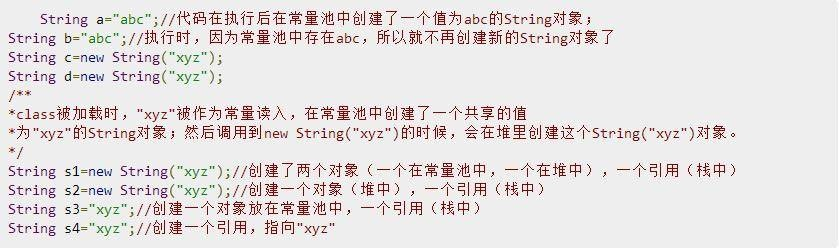 String a="abc";//代码在执行后在常量池中创建了一个值为abc的String对象;
String b="abc";//执行时，因为常量池中存在abc，所以就不再创建新的String对象了
String c=new String("xyz");
String d=new String("xyz");
/**
*class被加载时，"xyz"被作为常量读入，在常量池中创建了一个共享的值
*为"xyz"的String对象；然后调用到new String("xyz")的时候，会在堆里创建这个String("xyz")对象。
*/
String s1=new String("xyz");//创建了两个对象（一个在常量池中，一个在堆中），一个引用（栈中）
String s2=new String("xyz");//创建一个对象（堆中），一个引用（栈中）
String s3="xyz";//创建一个对象放在常量池中，一个引用（栈中）
String s4="xyz";//创建一个引用，指向"xyz"